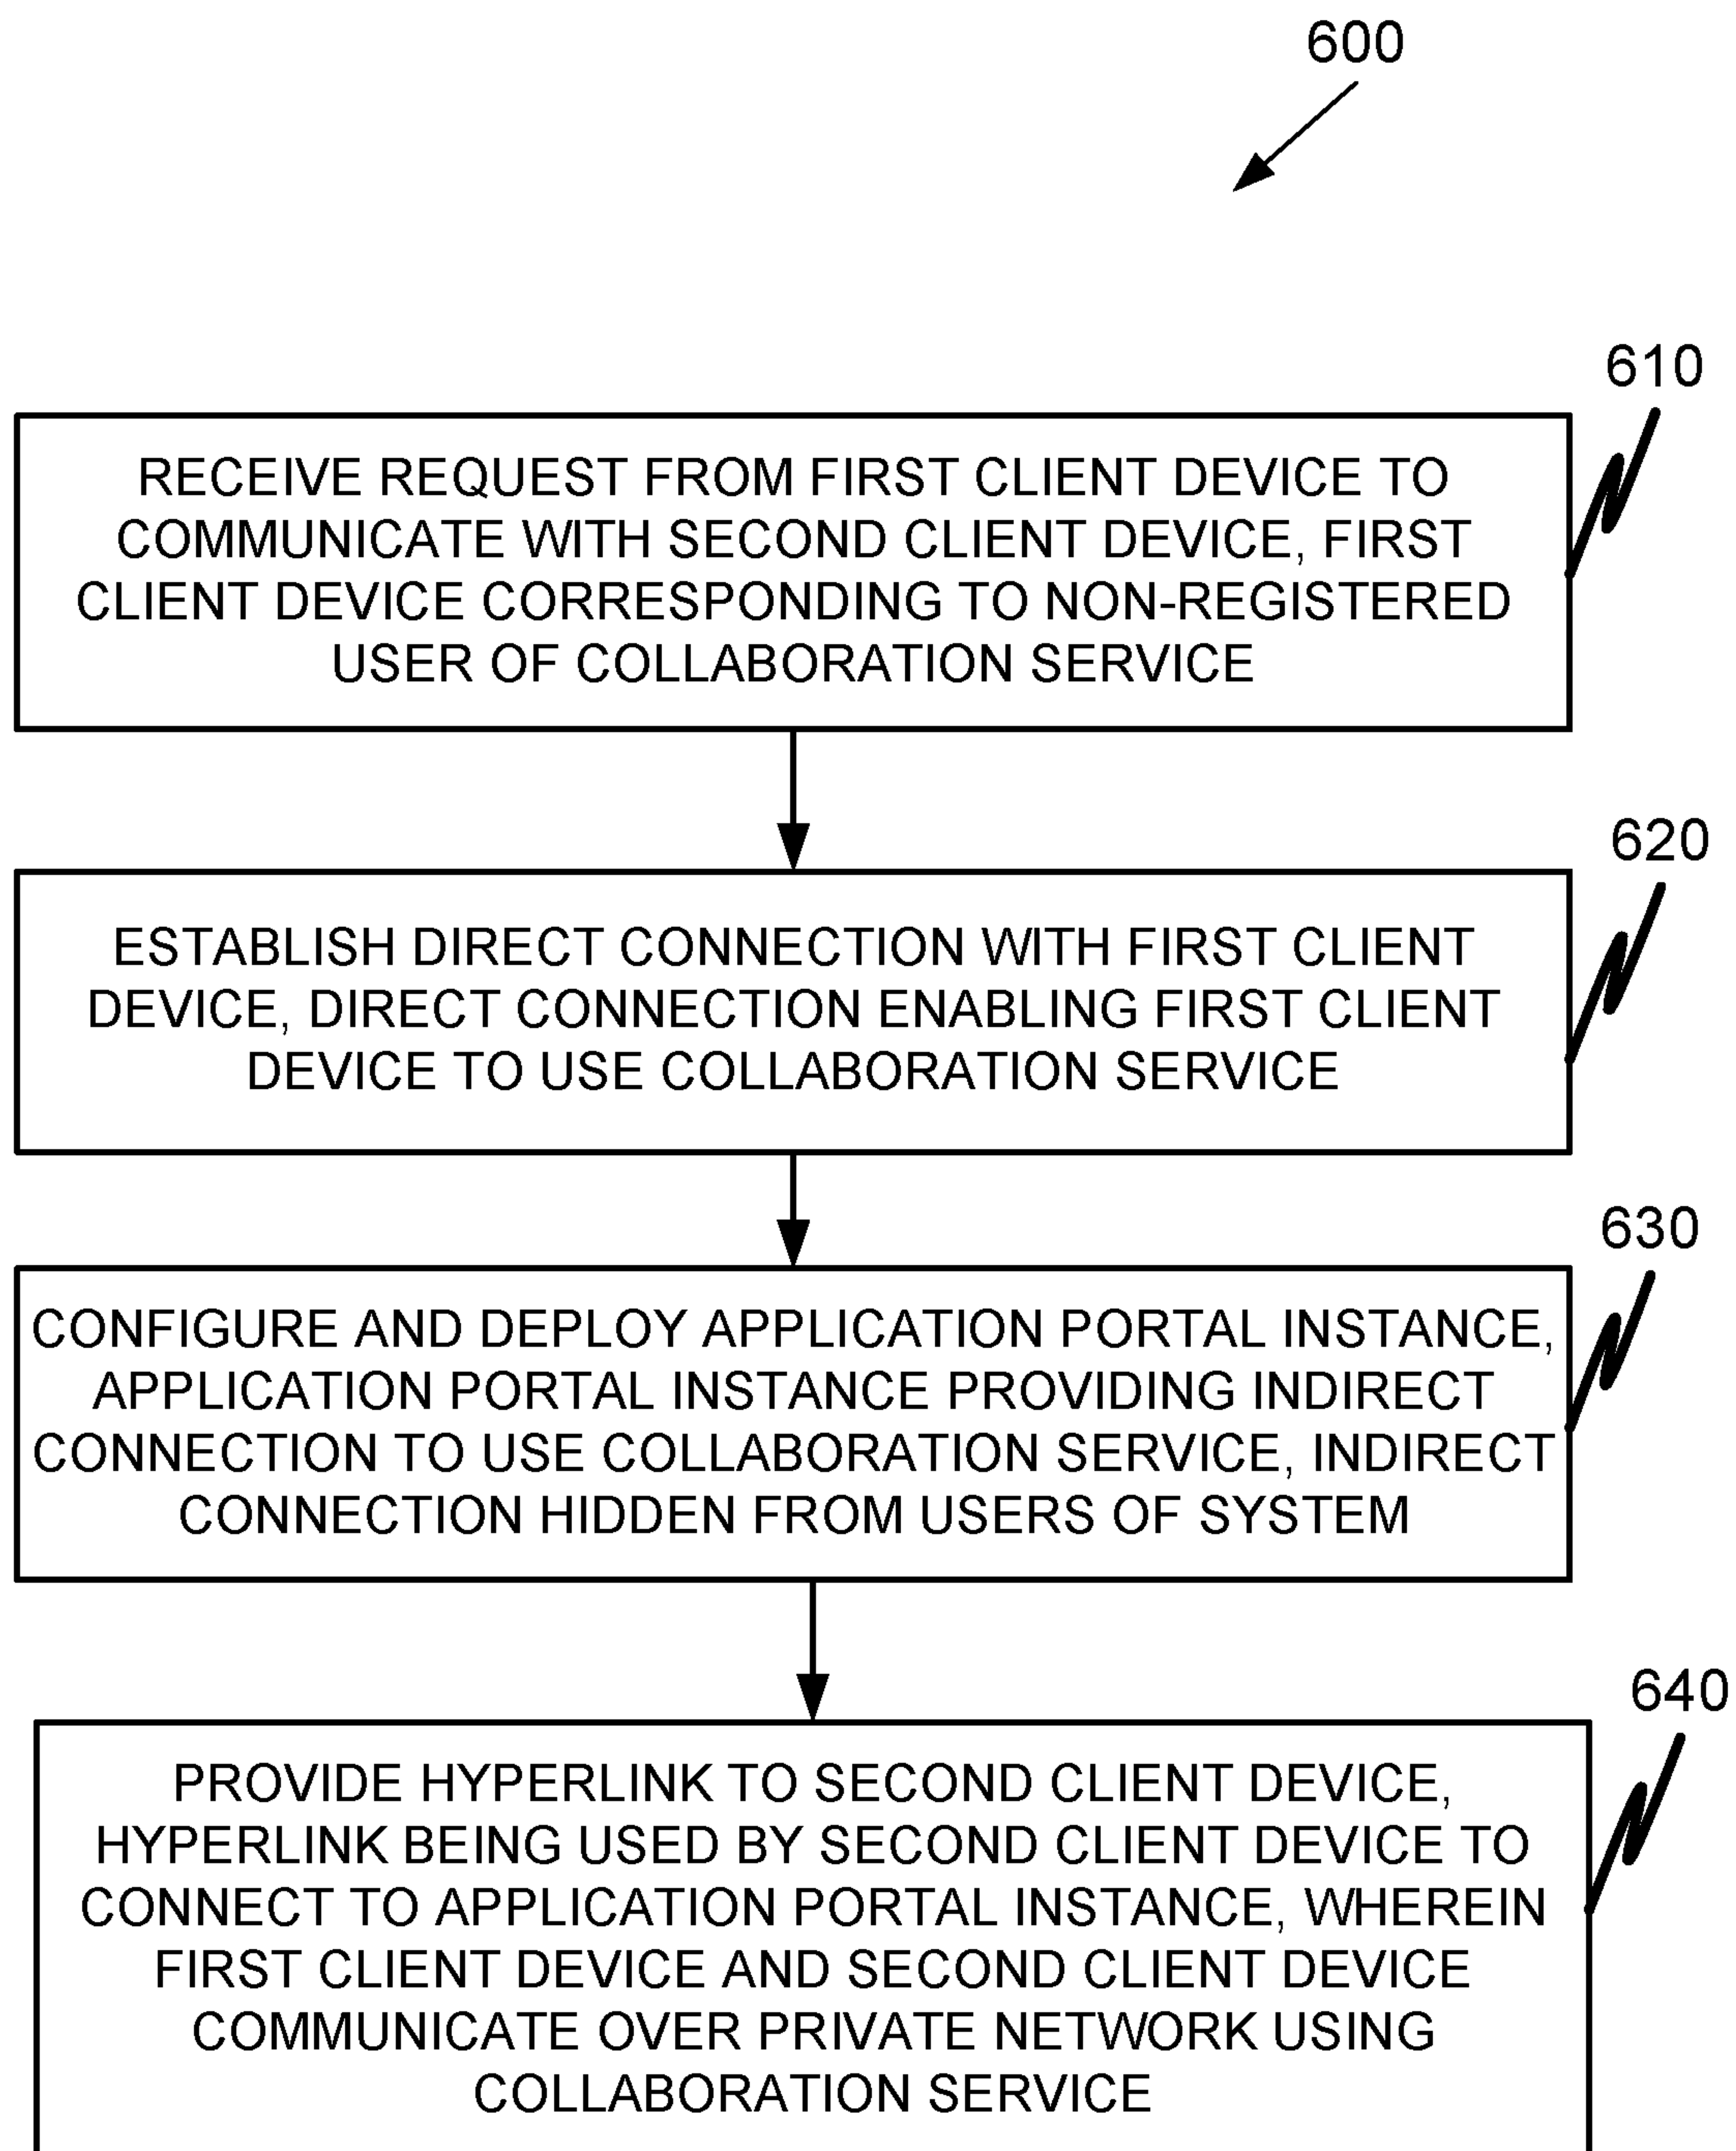 600
610
RECEIVE REQUEST FROM FIRST CLIENT DEVICE TO
COMMUNICATE WITH SECOND CLIENT DEVICE, FIRST
CLIENT DEVICE CORRESPONDING TO NON-REGISTERED
USER OF COLLABORATION SERVICE
620
ESTABLISH DIRECT CONNECTION WITH FIRST CLIENT
DEVICE, DIRECT CONNECTION ENABLING FIRST CLIENT
DEVICE TO USE COLLABORATION SERVICE
630
CONFIGURE AND DEPLOY APPLICATION PORTAL INSTANCE,
APPLICATION PORTAL INSTANCE PROVIDING INDIRECT
CONNECTION TO USE COLLABORATION SERVICE, INDIRECT
CONNECTION HIDDEN FROM USERS OF SYSTEM
640
PROVIDE HYPERLINK TO SECOND CLIENT DEVICE,
HYPERLINK BEING USED BY SECOND CLIENT DEVICE TO
CONNECT TO APPLICATION PORTAL INSTANCE, WHEREIN
FIRST CLIENT DEVICE AND SECOND CLIENT DEVICE
COMMUNICATE OVER PRIVATE NETWORK USING
COLLABORATION SERVICE